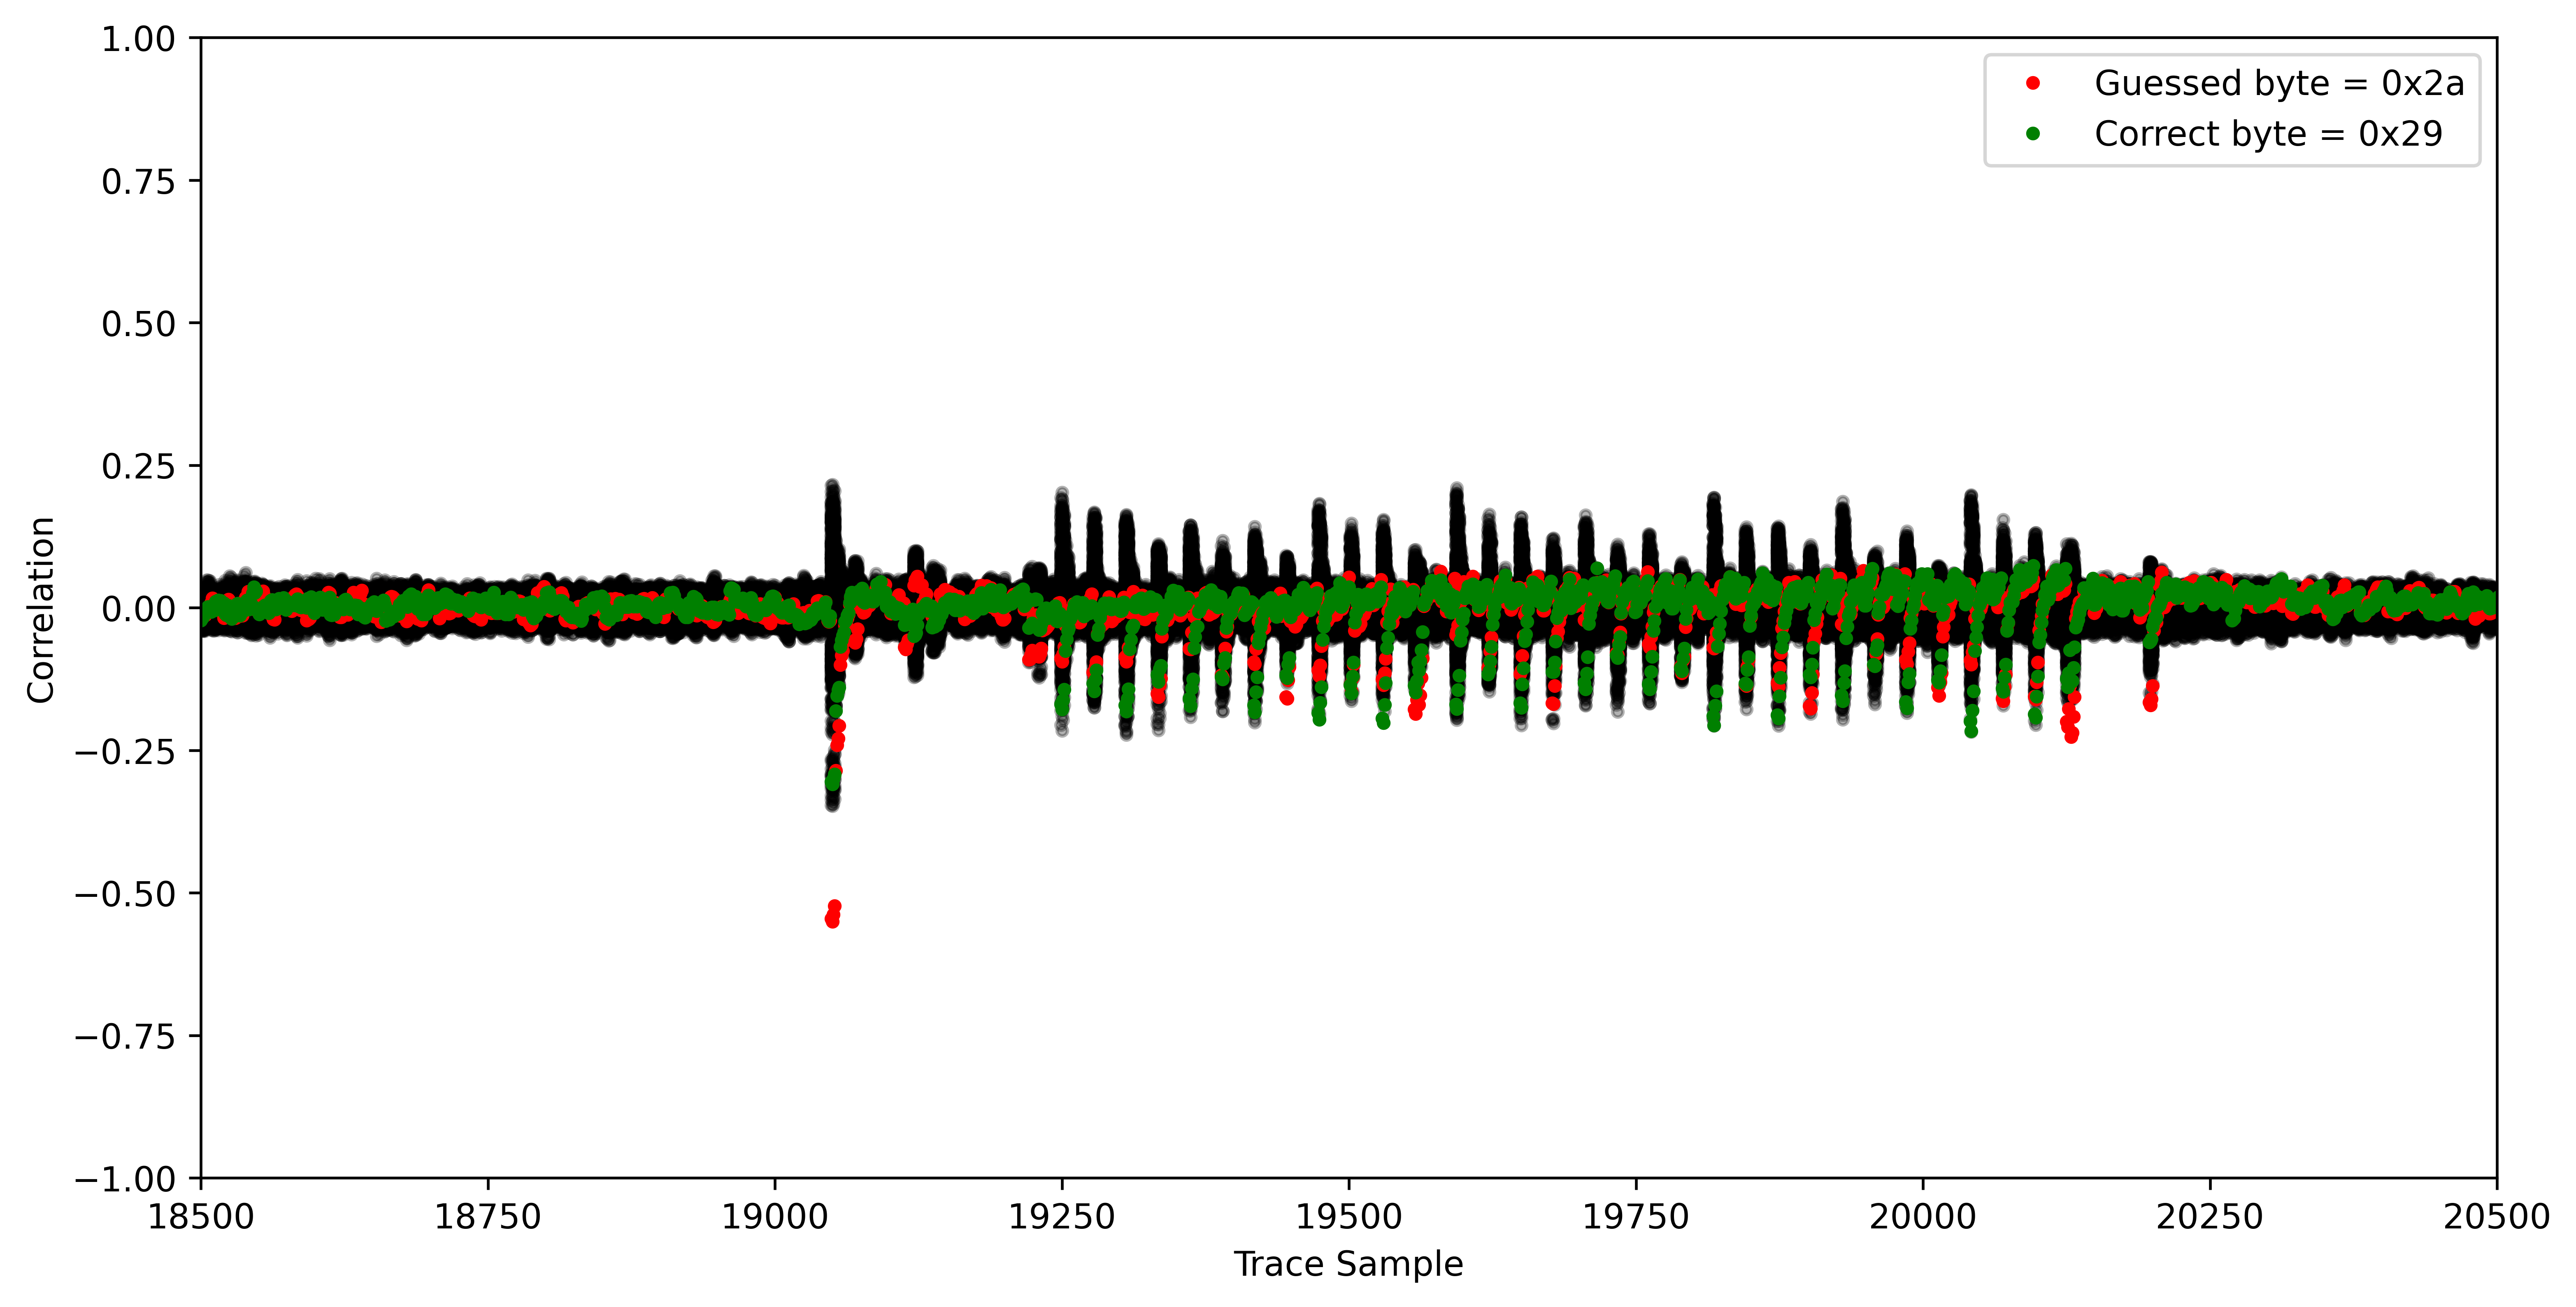 1.00
0.75
0.50
0.25
0.00
−0.25
−0.50
−0.75
−1.00
Correlation
Guessed byte = 0x2a
Correct byte = 0x29
18500 18750 19000 19250 19500 19750 20000 20250 20500
Trace Sample